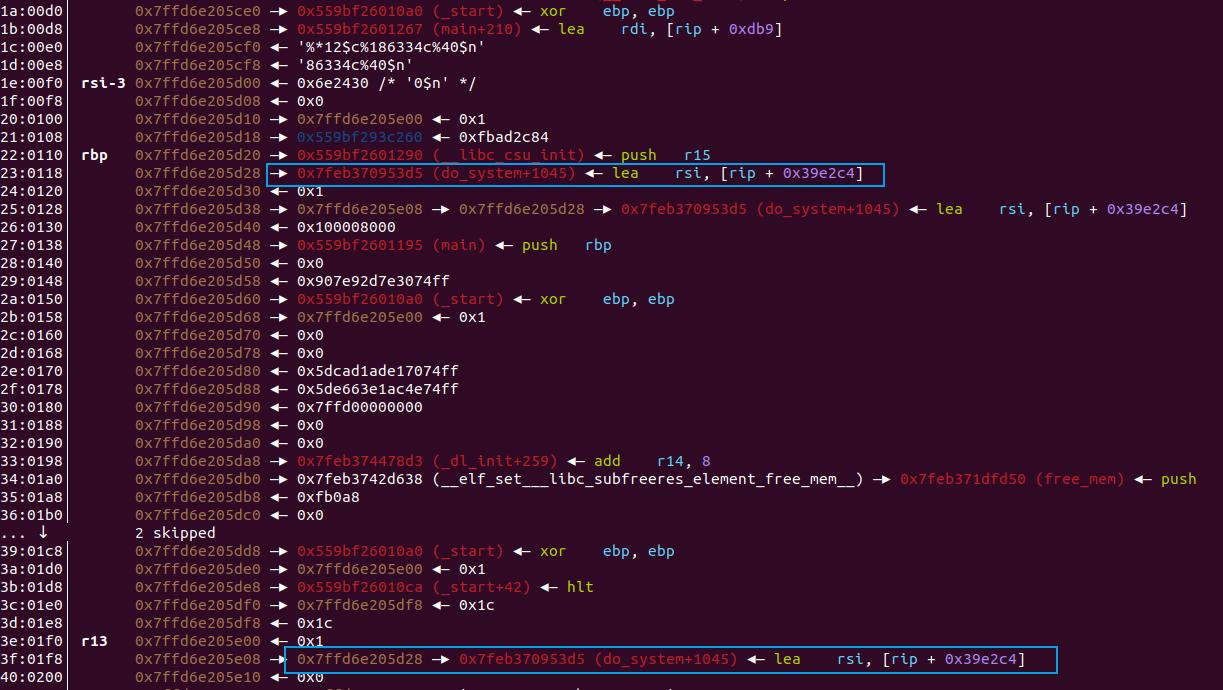 1a:00d0│ 0x7ffd6e205ce0 —▸ 0x559bf26010a0 (_start) ◂— xor ebp, ebp
1b:00d8│ 0x7ffd6e205ce8 —▸ 0x559bf2601267 (main+210) ◂— lea rdi, [rip + 0xdb9]
1c:00e0│ 0x7ffd6e205cf0 ◂— '%*12$c%186334c%40$n'
1d:00e8│ 0x7ffd6e205cf8 ◂— '86334c%40$n'
1e:00f0│ rsi-3 0x7ffd6e205d00 ◂— 0x6e2430 /* '0$n' */
1f:00f8│ 0x7ffd6e205d08 ◂— 0x0
20:0100│ 0x7ffd6e205d10 —▸ 0x7ffd6e205e00 ◂— 0x1
21:0108│ 0x7ffd6e205d18 —▸ 0x559bf293c260 ◂— 0xfbad2c84
22:0110│ rbp 0x7ffd6e205d20 —▸ 0x559bf2601290 (__libc_csu_init) ◂— push r15
23:0118│ 0x7ffd6e205d28 —▸ 0x7feb370953d5 (do_system+1045) ◂— lea rsi, [rip + 0x39e2c4]
24:0120│ 0x7ffd6e205d30 ◂— 0x1
25:0128│ 0x7ffd6e205d38 —▸ 0x7ffd6e205e08 —▸ 0x7ffd6e205d28 —▸ 0x7feb370953d5 (do_system+1045) ◂— lea rsi, [rip + 0x39e2c4]
26:0130│ 0x7ffd6e205d40 ◂— 0x100008000
27:0138│ 0x7ffd6e205d48 —▸ 0x559bf2601195 (main) ◂— push rbp
28:0140│ 0x7ffd6e205d50 ◂— 0x0
29:0148│ 0x7ffd6e205d58 ◂— 0x907e92d7e3074ff
2a:0150│ 0x7ffd6e205d60 —▸ 0x559bf26010a0 (_start) ◂— xor ebp, ebp
2b:0158│ 0x7ffd6e205d68 —▸ 0x7ffd6e205e00 ◂— 0x1
2c:0160│ 0x7ffd6e205d70 ◂— 0x0
2d:0168│ 0x7ffd6e205d78 ◂— 0x0
2e:0170│ 0x7ffd6e205d80 ◂— 0x5dcad1ade17074ff
2f:0178│ 0x7ffd6e205d88 ◂— 0x5de663e1ac4e74ff
30:0180│ 0x7ffd6e205d90 ◂— 0x7ffd00000000
31:0188│ 0x7ffd6e205d98 ◂— 0x0
32:0190│ 0x7ffd6e205da0 ◂— 0x0
33:0198│ 0x7ffd6e205da8 —▸ 0x7feb374478d3 (_dl_init+259) ◂— add r14, 8
34:01a0│ 0x7ffd6e205db0 —▸ 0x7feb3742d638 (__elf_set___libc_subfreeres_element_free_mem__) —▸ 0x7feb371dfd50 (free_mem) ◂— push
35:01a8│ 0x7ffd6e205db8 ◂— 0xfb0a8
36:01b0│ 0x7ffd6e205dc0 ◂— 0x0
... ↓ 2 skipped
39:01c8│ 0x7ffd6e205dd8 —▸ 0x559bf26010a0 (_start) ◂— xor ebp, ebp
3a:01d0│ 0x7ffd6e205de0 —▸ 0x7ffd6e205e00 ◂— 0x1
3b:01d8│ 0x7ffd6e205de8 —▸ 0x559bf26010ca (_start+42) ◂— hlt
3c:01e0│ 0x7ffd6e205df0 —▸ 0x7ffd6e205df8 ◂— 0x1c
3d:01e8│ 0x7ffd6e205df8 ◂— 0x1c
3e:01f0│ r13 0x7ffd6e205e00 ◂— 0x1
3f:01f8│ 0x7ffd6e205e08 —▸ 0x7ffd6e205d28 —▸ 0x7feb370953d5 (do_system+1045) ◂— lea rsi, [rip + 0x39e2c4]
40:0200│ 0x7ffd6e205e10 ◂— 0x0